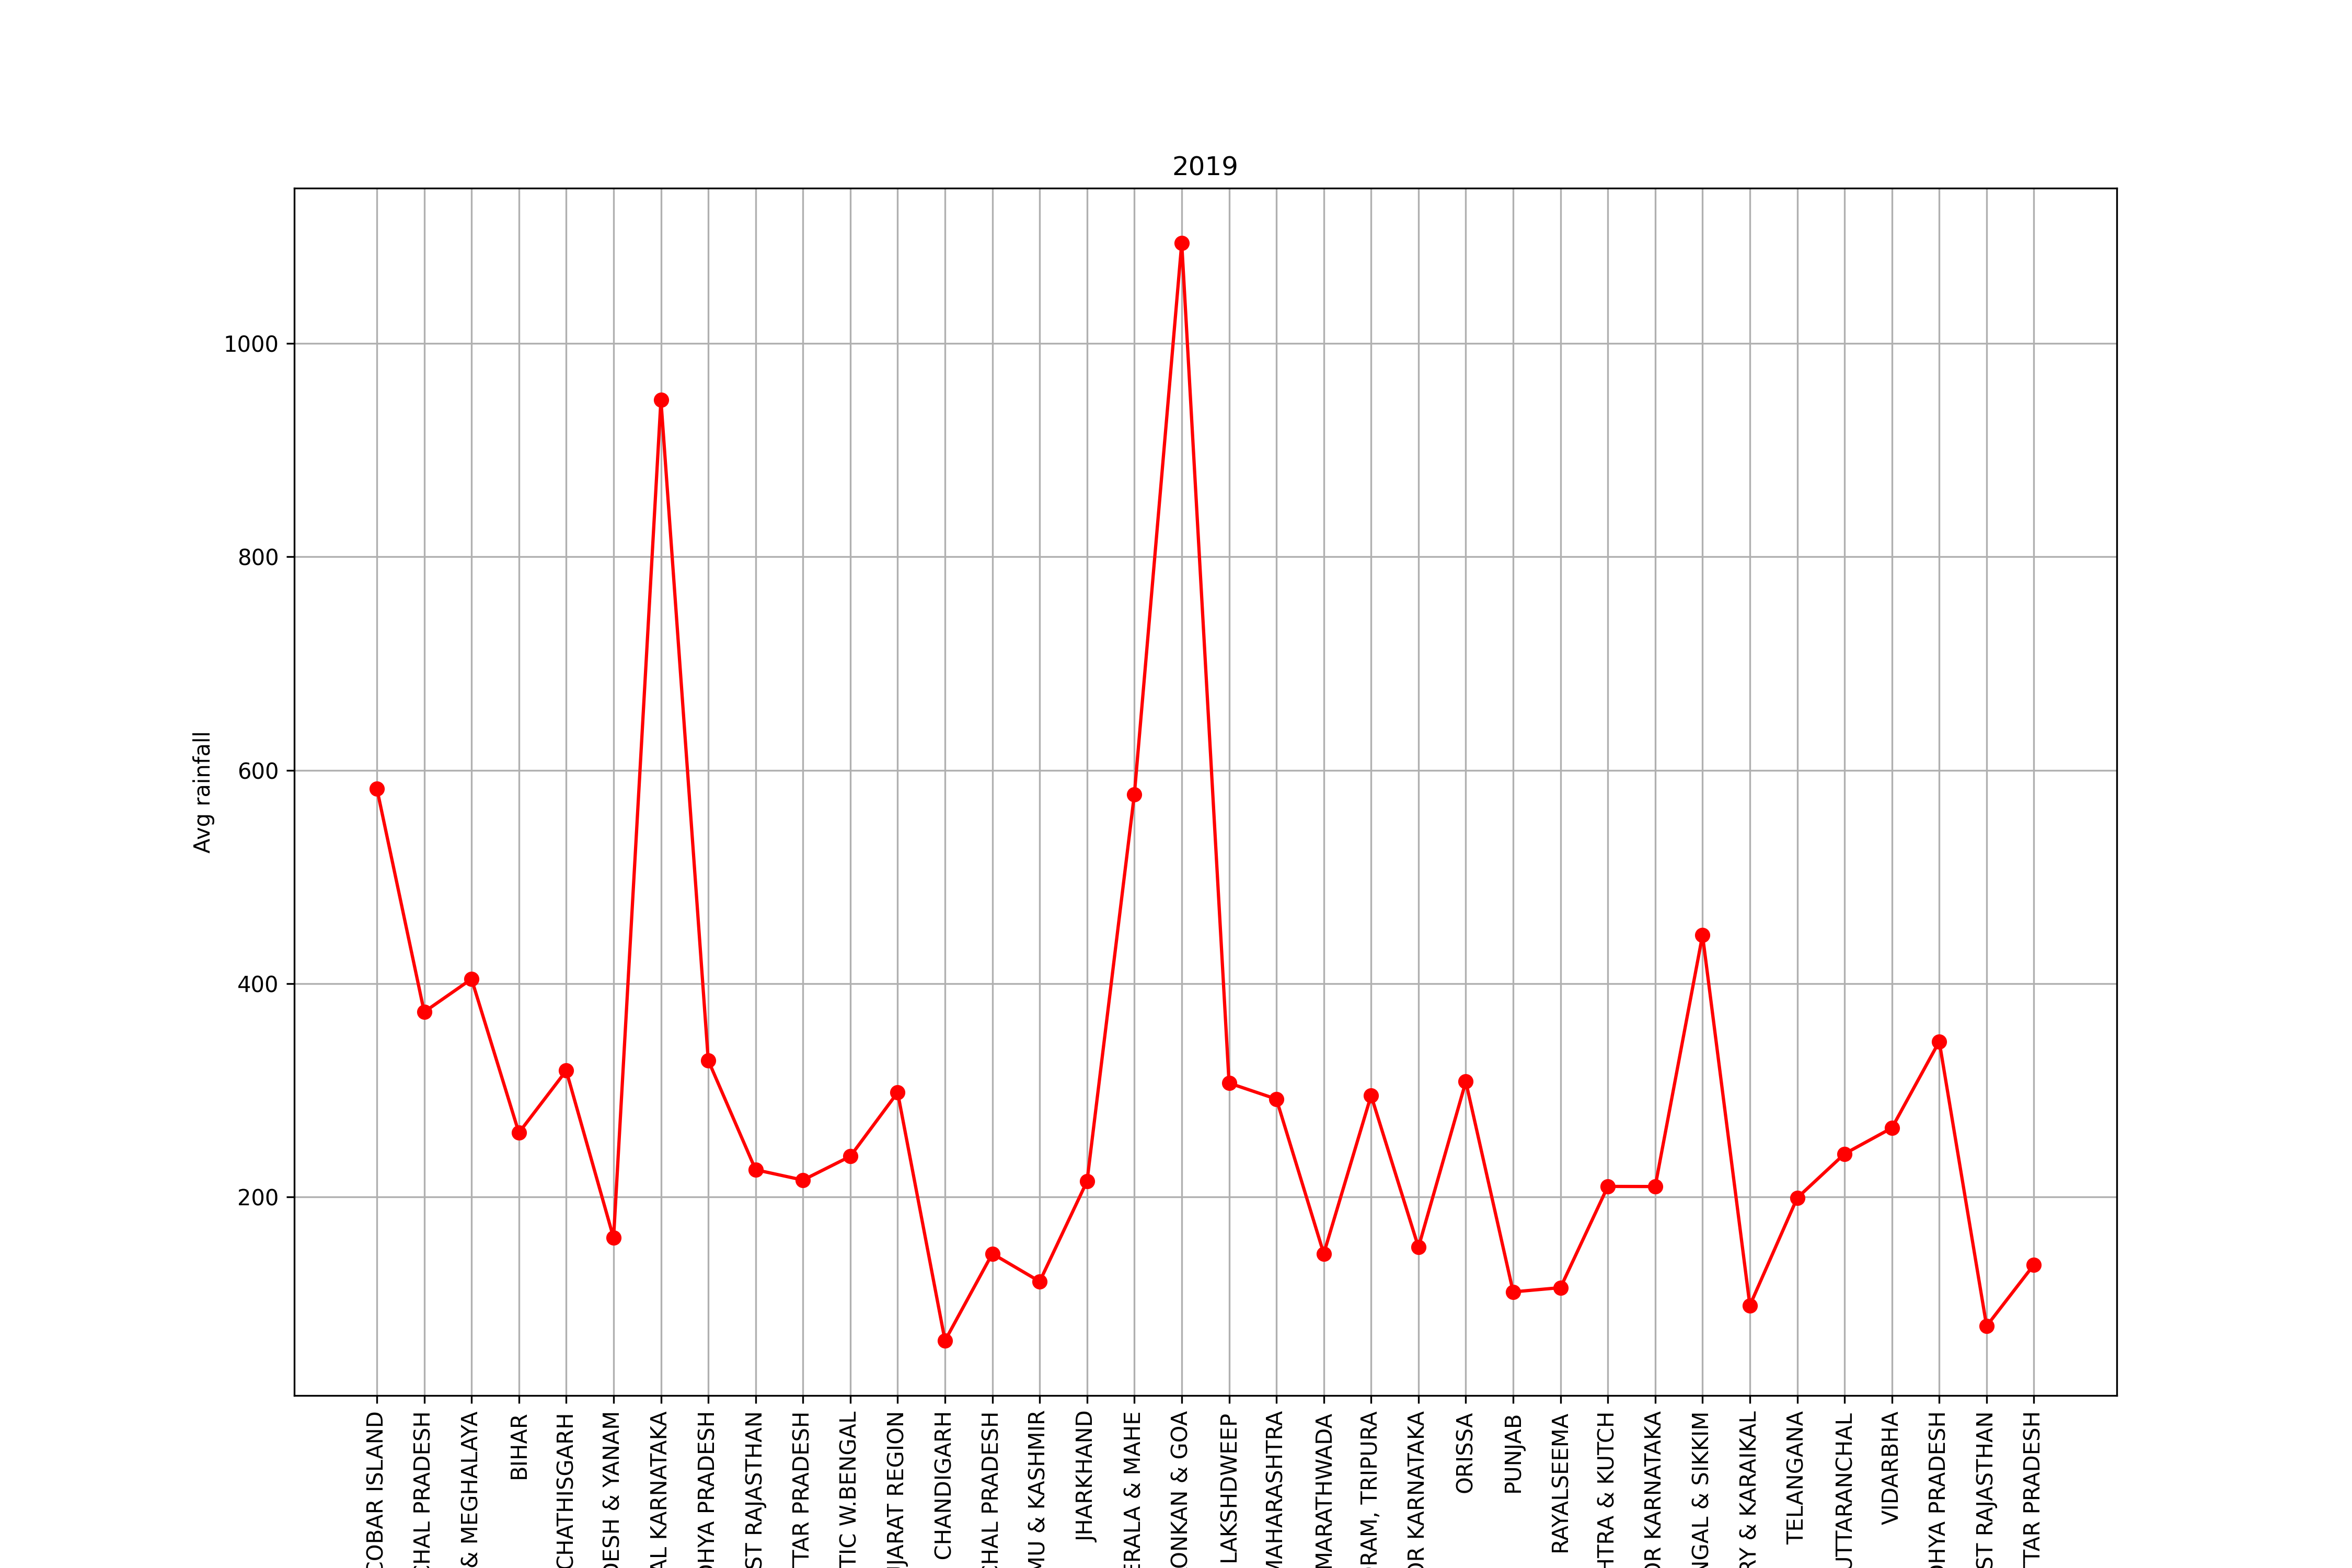 2019
Avg rainfall
1000
800
600
400
200
COBAR ISLAND
CHAL PRADESH
& MEGHALAYA
BIHAR
CHATHISGARH
DESH & YANAM
AL KARNATAKA
DHYA PRADESH
ST RAJASTHAN
TTAR PRADESH
TIC W.BENGAL
JARAT REGION
CHANDIGARH
CHAL PRADESH
MU & KASHMIR
JHARKHAND
ERALA & MAHE
ONKAN & GOA
LAKSHDWEEP
MAHARASHTRA
MARATHWADA
RAM, TRIPURA
OR KARNATAKA
ORISSA
PUNJAB
RAYALSEEMA
HTRA & KUTCH
OR KARNATAKA
NGAL & SIKKIM
RY & KARAIKAL
TELANGANA
UTTARANCHAL
VIDARBHA
DHYA PRADESH
ST RAJASTHAN
TTAR PRADESH